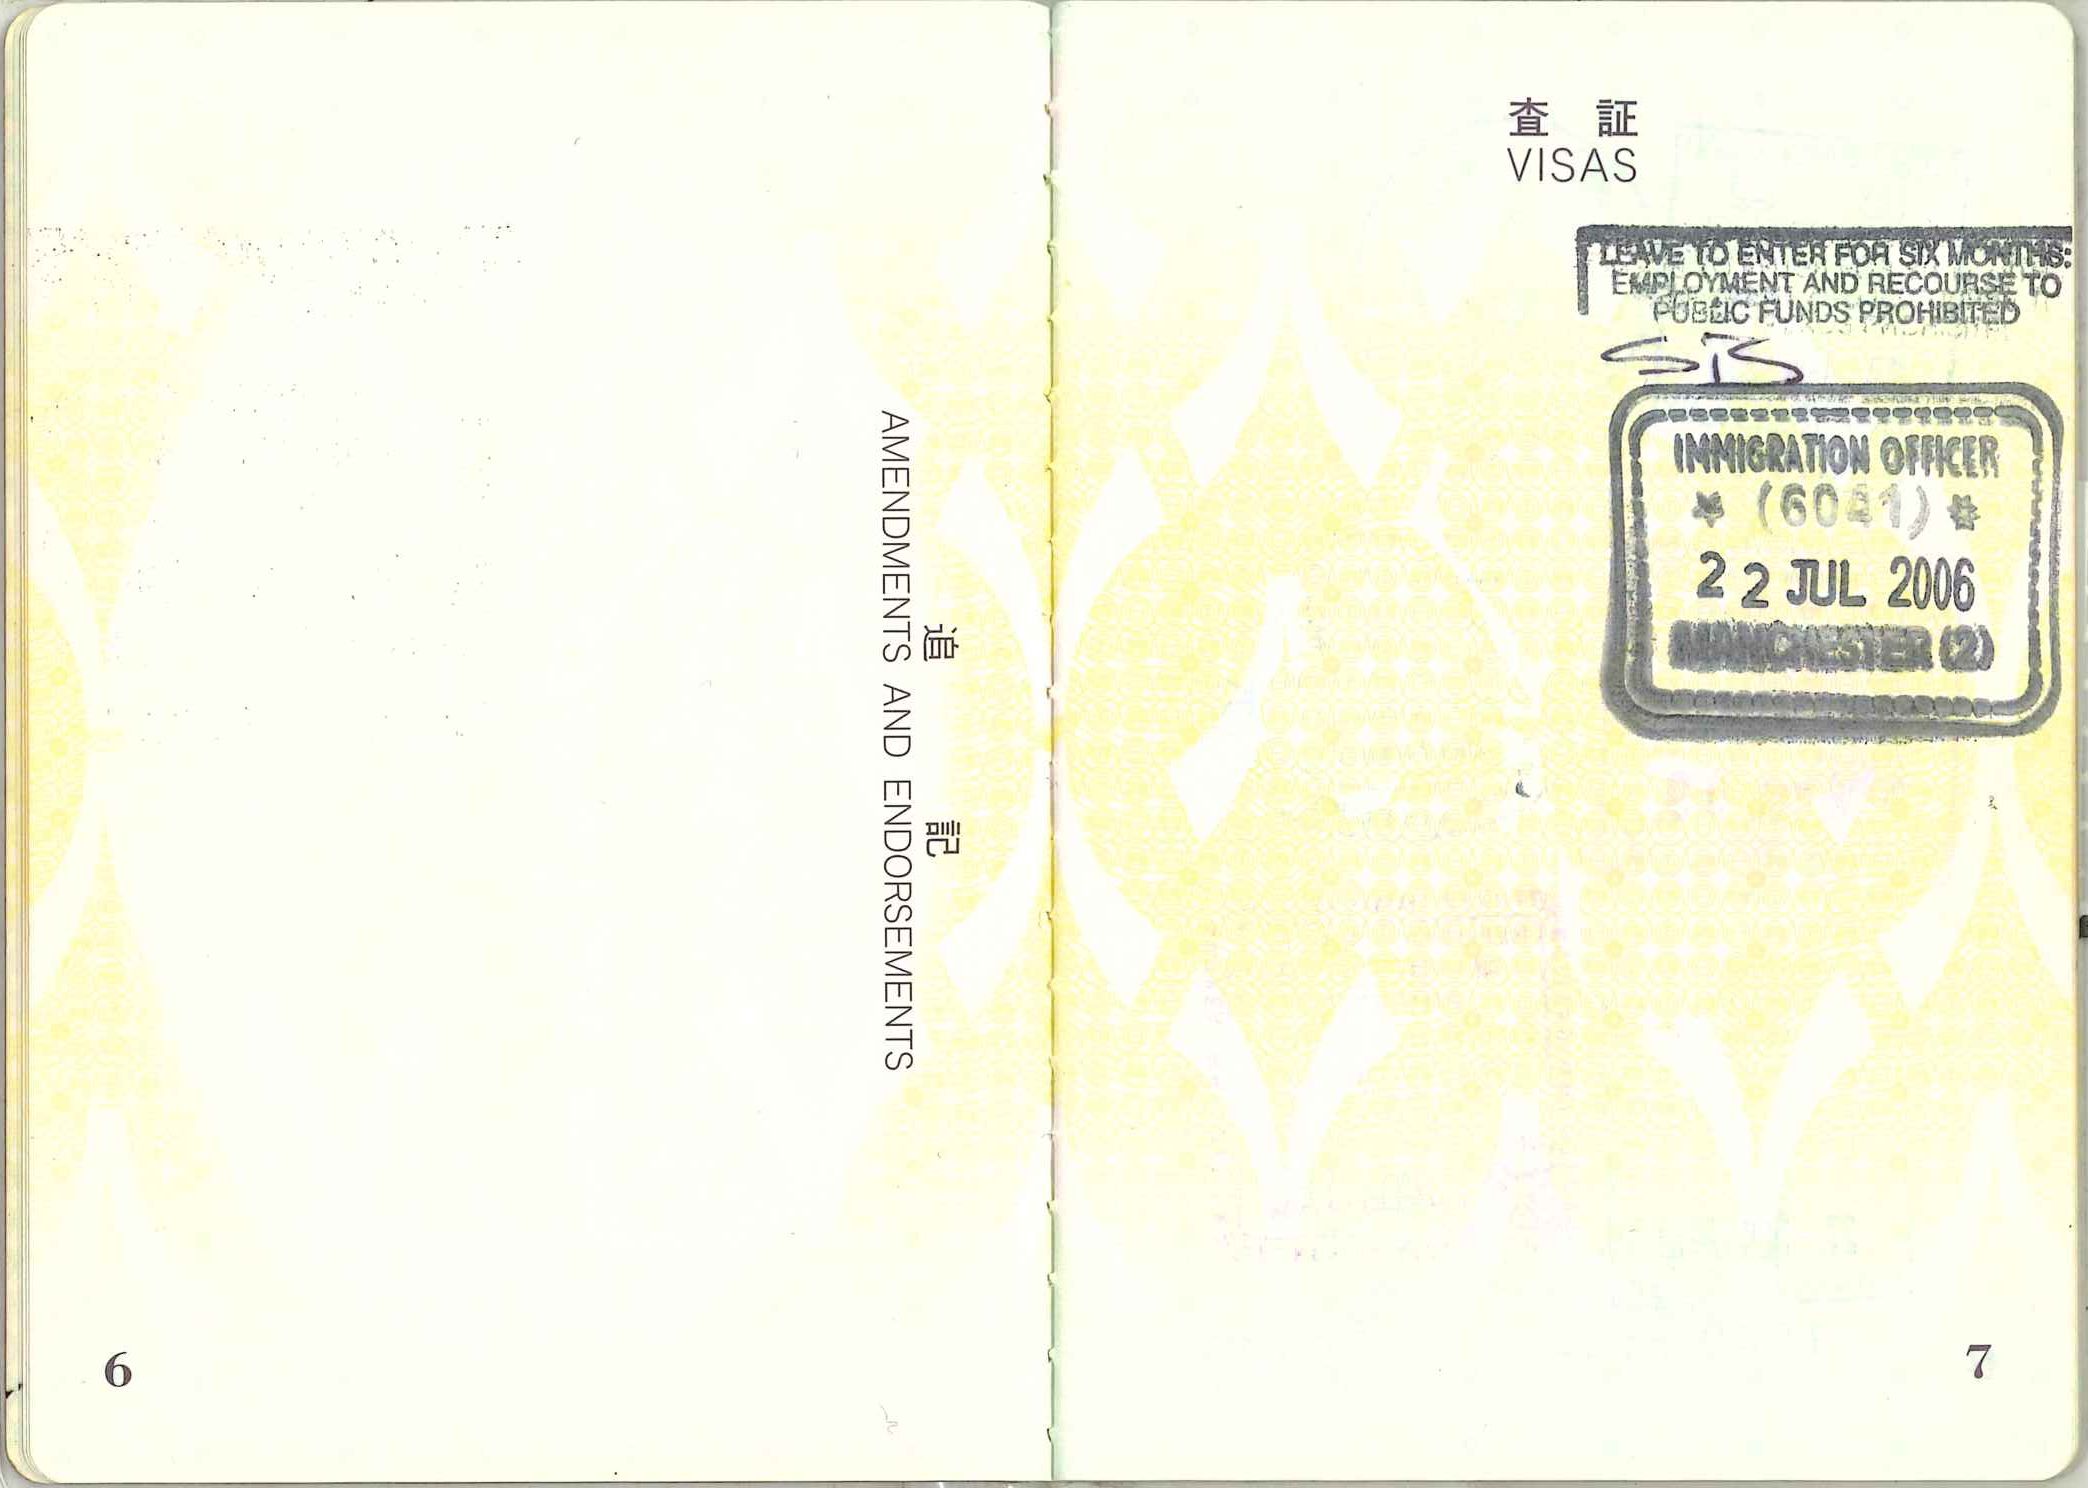 追 記
AMENDMENTS AND ENDORSEMENTS
6
査 証
VISAS
LEAVE TO ENTER FOR SIX MONTHS:
EMPLOYMENT AND RECOURSE TO
PUBLIC FUNDS PROHIBITED
IMMIGRATION OFFICER
* (6041) *
22 JUL 2006
MANCHESTER (2)
7